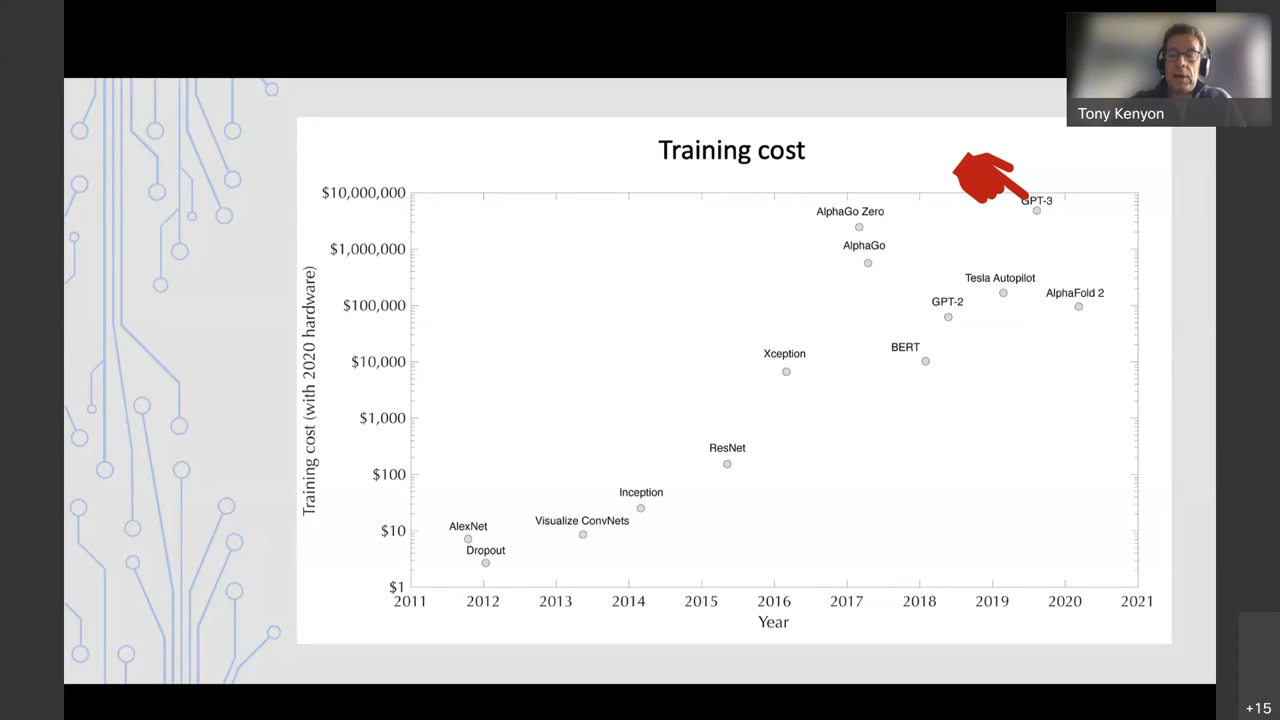 Tony Kenyon
Training cost
$10,000,000
$1,000,000
$100,000
$10,000
$1,000
$100
$10
$1
Training cost (with 2020 hardware)
AlexNet
Dropout
Visualize ConvNets
Inception
ResNet
Xception
AlphaGo Zero
AlphaGo
BERT
GPT-2
Tesla Autopilot
GPT-3
AlphaFold 2
2011 2012 2013 2014 2015 2016 2017 2018 2019 2020 2021
Year
+15